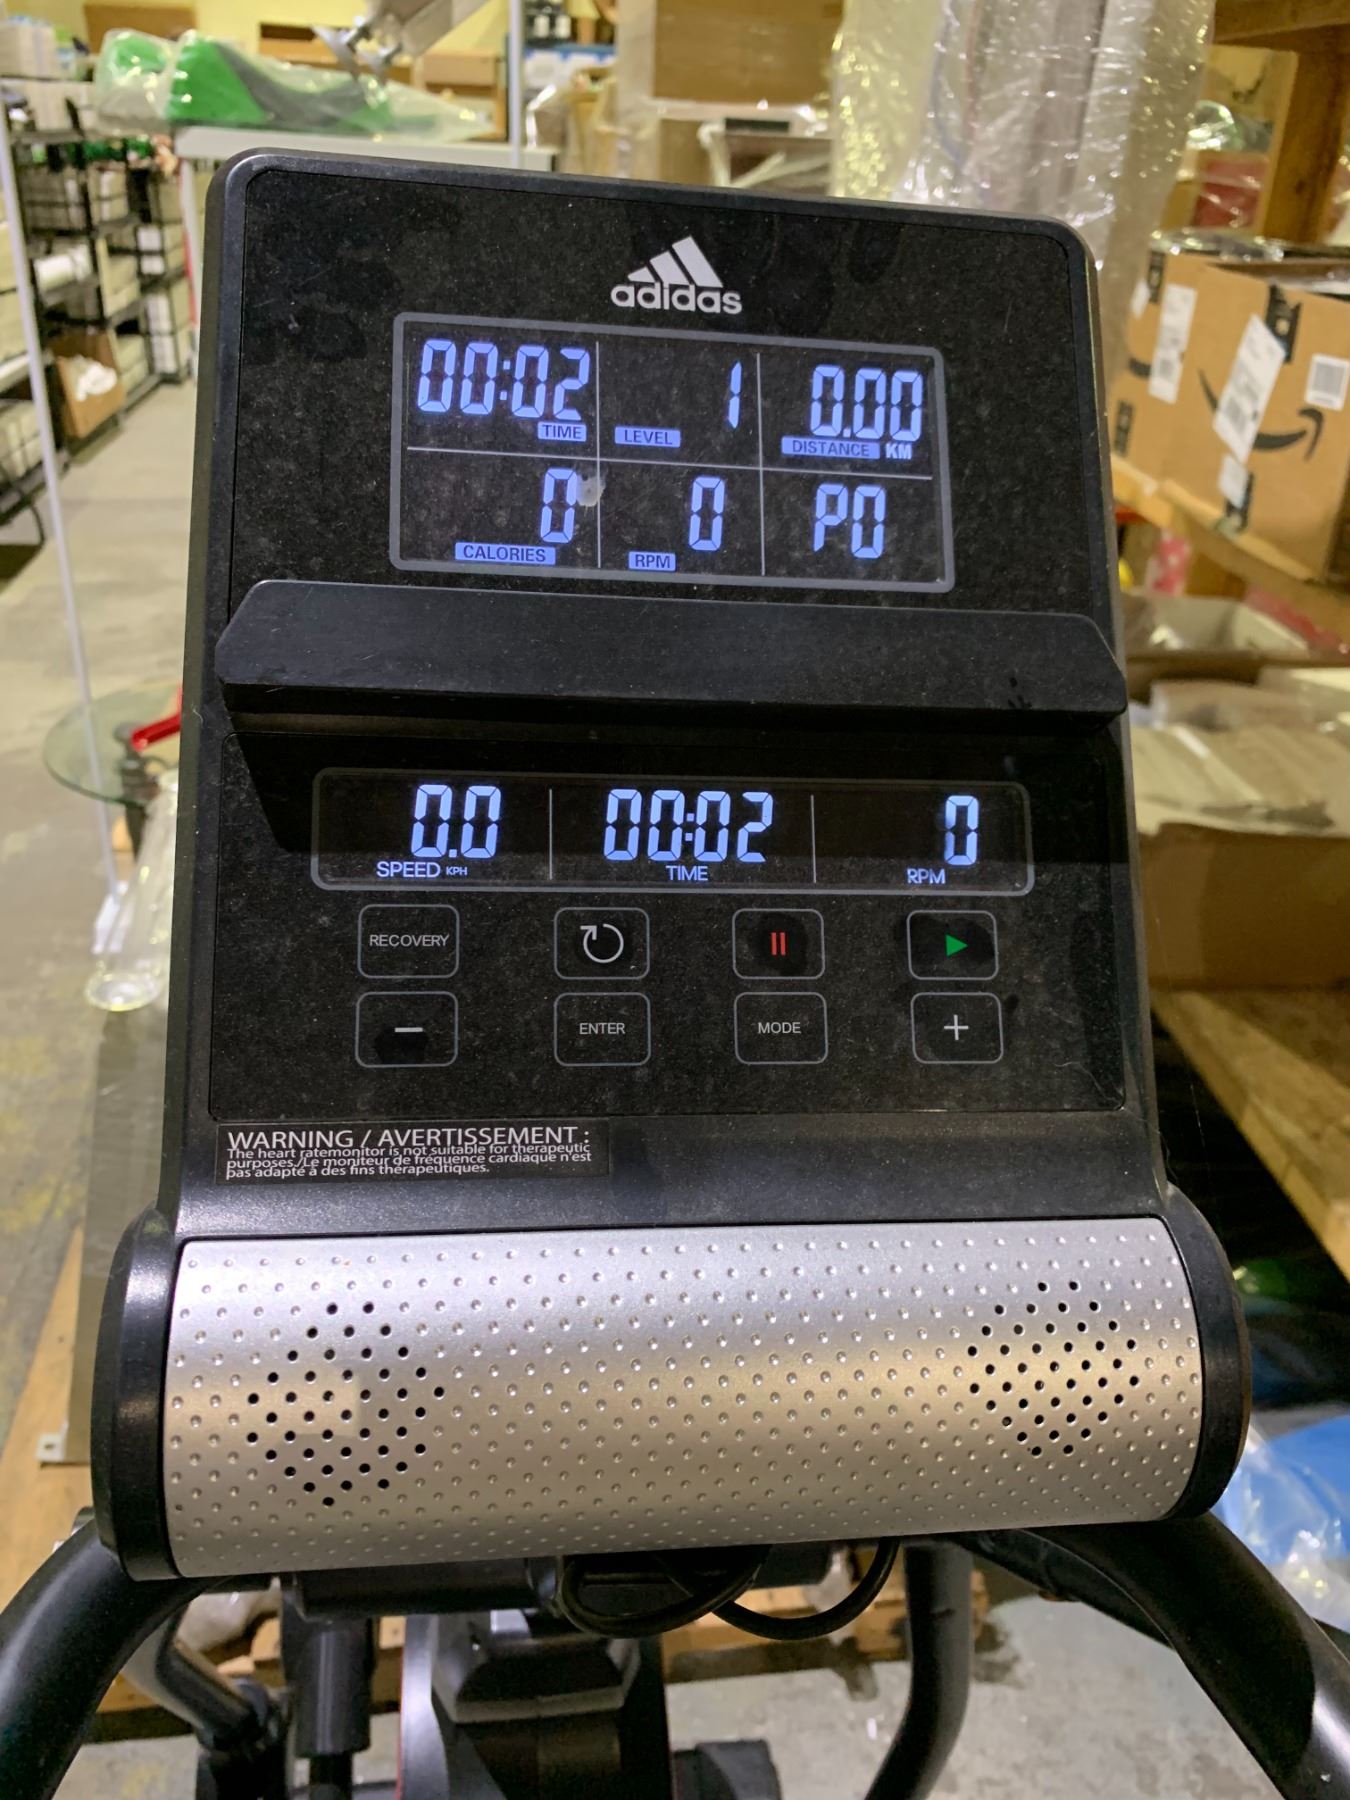 adidas
00:02 1 0.00
TIME LEVEL DISTANCE KM
0 0 P0
CALORIES RPM
0.0 00:02 0
SPEED KPH TIME RPM
RECOVERY
ENTER MODE
WARNING / AVERTISSEMENT :
The heart ratemonitor is not suitable for therapeutic
purposes./Le moniteur de fréquence cardiaque n'est
pas adapté à des fins thérapeutiques.